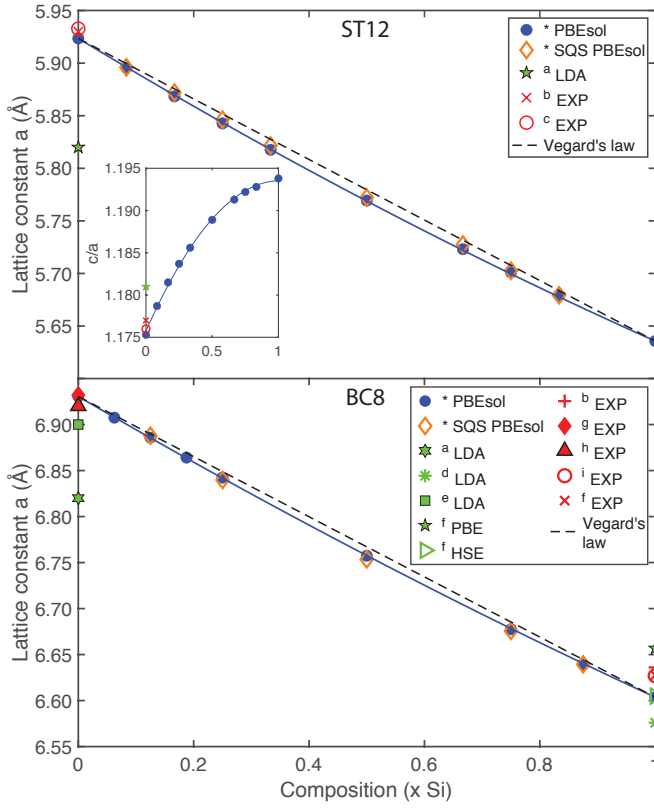 ST12
Lattice constant a (Å)
5.95
5.90
5.85
5.80
5.75
5.70
5.65
* PBEsol
* SQS PBEsol
a LDA
b EXP
c EXP
Vegard's law
c/a
1.195
1.190
1.185
1.180
1.175
0
0.5
1
BC8
Lattice constant a (Å)
6.90
6.85
6.80
6.75
6.70
6.65
6.60
6.55
* PBEsol
* SQS PBEsol
a LDA
d LDA
e LDA
f PBE
f HSE
b EXP
g EXP
h EXP
i EXP
f EXP
Vegard's
law
0
0.2
0.4
0.6
0.8
1
Composition (x Si)